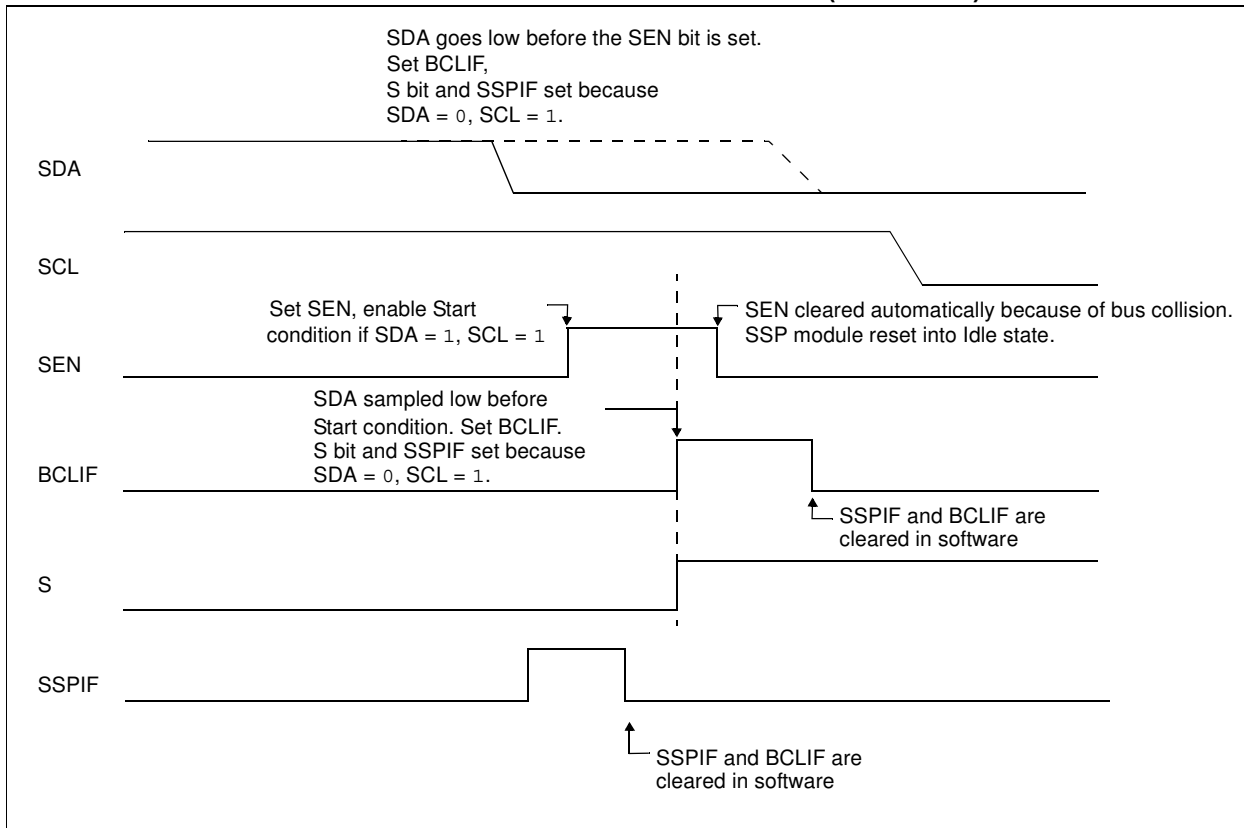 SDA goes low before the SEN bit is set.
Set BCLIF,
S bit and SSPIF set because
SDA = 0, SCL = 1.
SDA
SCL
Set SEN, enable Start
condition if SDA = 1, SCL = 1
SEN cleared automatically because of bus collision.
SSP module reset into Idle state.
SEN
SDA sampled low before
Start condition. Set BCLIF.
S bit and SSPIF set because
SDA = 0, SCL = 1.
BCLIF
SSPIF and BCLIF are
cleared in software
S
SSPIF
SSPIF and BCLIF are
cleared in software